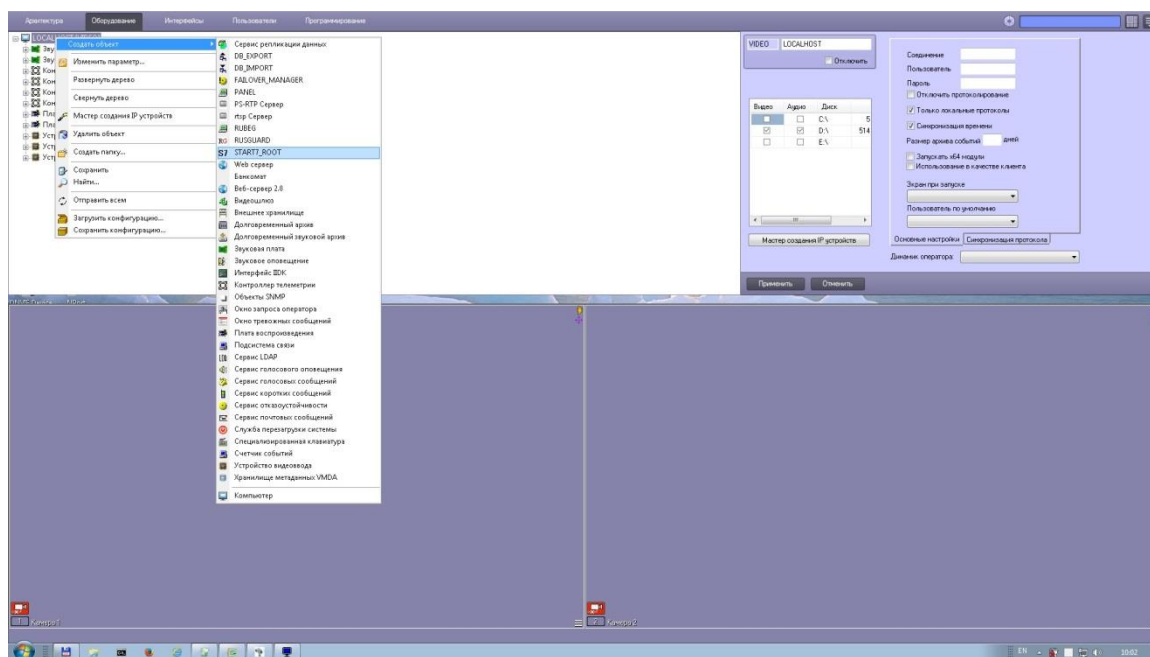 Архитектура
Оборудование
Интерфейсы
Пользователи
Программирование
LOCALHOST
Создать объект
Изменить параметр...
Развернуть дерево
Свернуть дерево
Мастер создания IP устройств
Удалить объект
Создать папку...
Сохранить
Найти...
Отправить всем
Загрузить конфигурацию...
Сохранить конфигурацию...
Сервис репликации данных
DB_EXPORT
DB_IMPORT
FAILOVER_MANAGER
PANEL
PS-RTP Сервер
rtsp Сервер
RUBEG
RG RUSGUARD
S7 START7_ROOT
Web сервер
Банкомат
Веб-сервер 2.0
Видеошлюз
Внешнее хранилище
Долговременный архив
Долговременный звуковой архив
Звуковая плата
Звуковое оповещение
Интерфейс IIDK
Контроллер телеметрии
Объекты SNMP
Окно запроса оператора
Окно тревожных сообщений
Плата воспроизведения
Подсистема связи
Сервис LDAP
Сервис голосового оповещения
Сервис голосовых сообщений
Сервис коротких сообщений
Сервис отказоустойчивости
Сервис почтовых сообщений
Служба перезагрузки системы
Специализированная клавиатура
Счетчик событий
Устройство видеоввода
Хранилище метаданных VMDA
Компьютер
VIDEO LOCALHOST
Отключить
Видео Аудио Диск
C:\ 5
D:\ 514
E:\
Мастер создания IP устройств
Соединение
Пользователь
Пароль
Отключить протоколирование
Только локальные протоколы
Синхронизация времени
Размер архива событий дней
Запускать x64 модули
Использование в качестве клиента
Экран при запуске
Пользователь по умолчанию
Основные настройки Синхронизация протокола
Динамик оператора:
Применить Отменить
1 Камера 1
2 Камера 2
EN 10:02